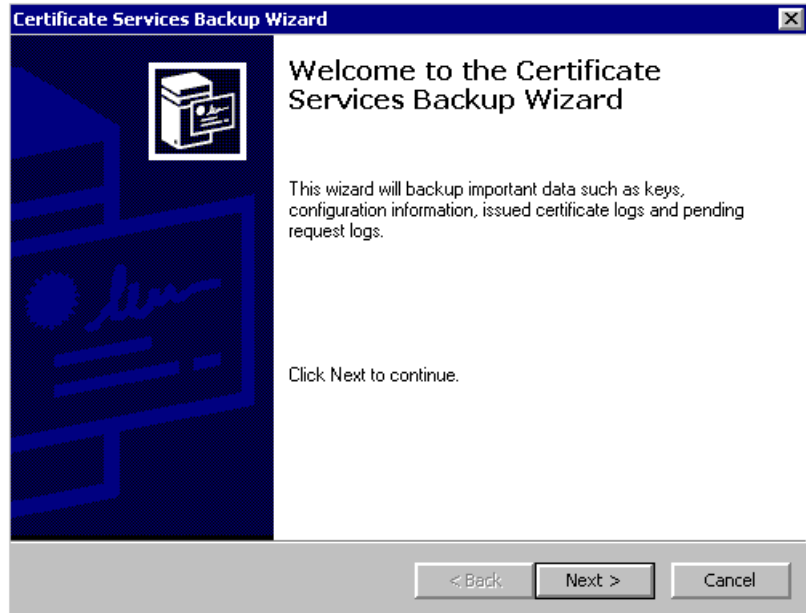 Certificate Services Backup Wizard
Welcome to the Certificate
Services Backup Wizard
This wizard will backup important data such as keys,
configuration information, issued certificate logs and pending
request logs.
Click Next to continue.
< Back
Next >
Cancel